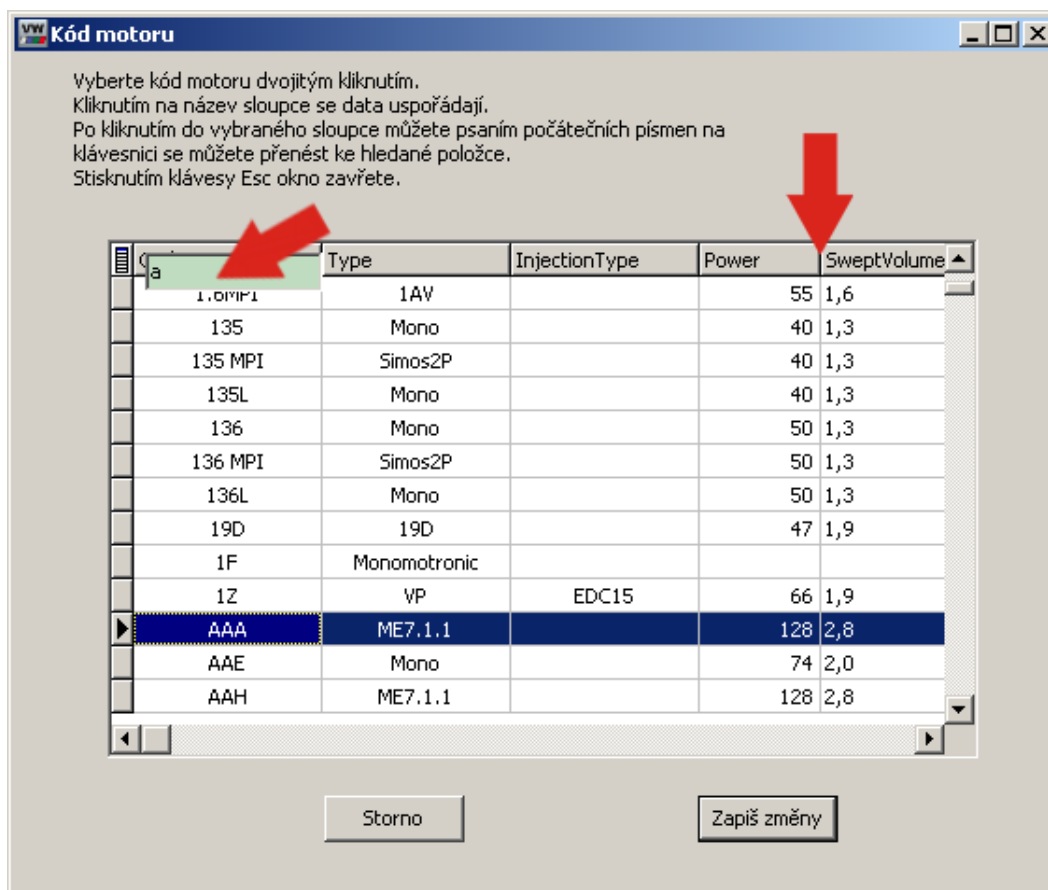 VW Kód motoru
Vyberte kód motoru dvojitým kliknutím.
Kliknutím na název sloupce se data uspořádají.
Po kliknutím do vybraného sloupce můžete psaním počátečních písmen na
klávesnici se můžete přenést ke hledané položce.
Stisknutím klávesy Esc okno zavřete.
a Type InjectionType Power SweptVolume
1.6MPI 1AV 55 1,6
135 Mono 40 1,3
135 MPI Simos2P 40 1,3
135L Mono 40 1,3
136 Mono 50 1,3
136 MPI Simos2P 50 1,3
136L Mono 50 1,3
19D 19D 47 1,9
1F Monomotronic
1Z VP EDC15 66 1,9
AAA ME7.1.1 128 2,8
AAE Mono 74 2,0
AAH ME7.1.1 128 2,8
Storno Zapiš změny